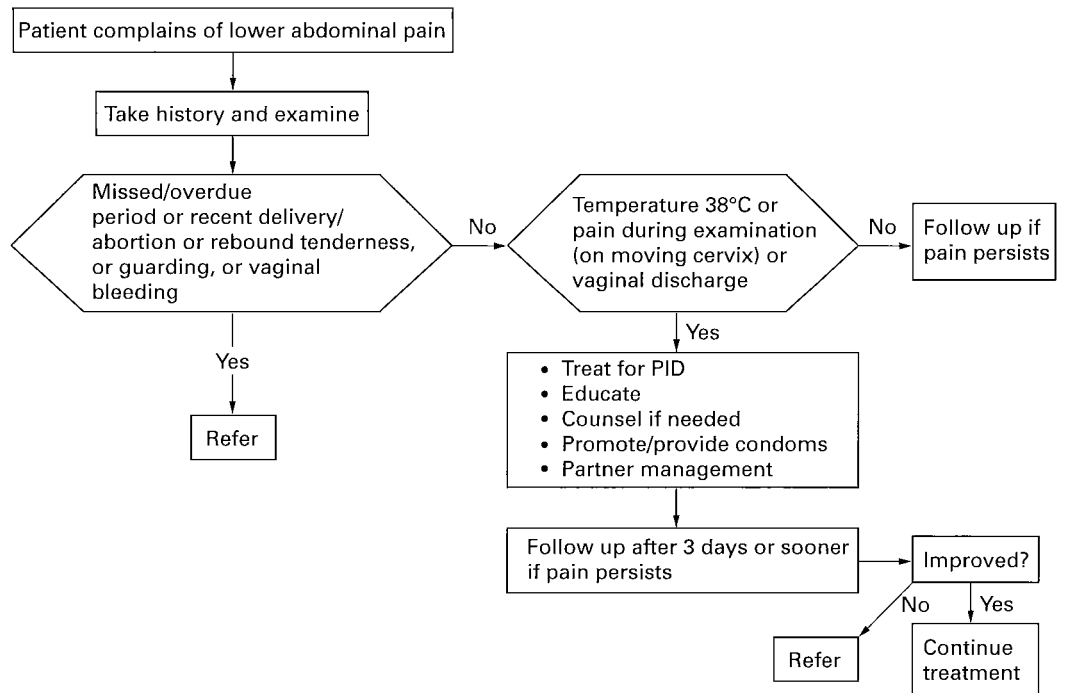 Patient complains of lower abdominal pain
Take history and examine
Missed/overdue
period or recent delivery/
abortion or rebound tenderness,
or guarding, or vaginal
bleeding
No
Temperature 38°C or
pain during examination
(on moving cervix) or
vaginal discharge
No
Follow up if
pain persists
Yes
Refer
Yes
• Treat for PID
• Educate
• Counsel if needed
• Promote/provide condoms
• Partner management
Follow up after 3 days or sooner
if pain persists
Improved?
No
Yes
Refer
Continue
treatment